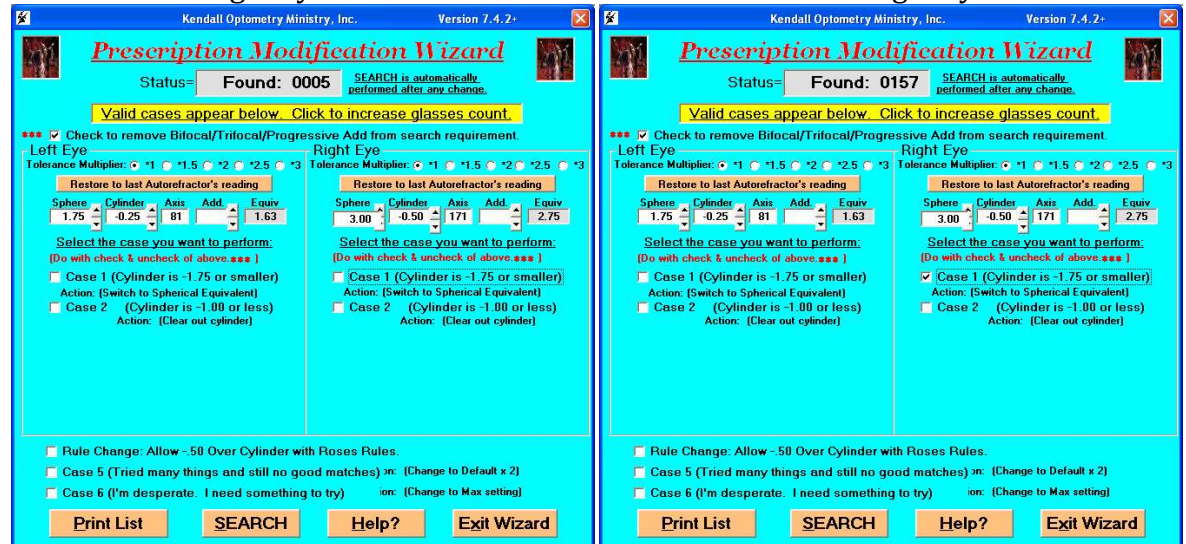 Kendall Optometry Ministry, Inc. Version 7.4.2+
Prescription Modification Wizard
Status= Found: 0005 SEARCH is automatically
performed after any change.
Valid cases appear below. Click to increase glasses count.
*** Check to remove Bifocal/Trifocal/Progressive Add from search requirement.
Left Eye Right Eye
Tolerance Multiplier: *1 *1.5 *2 *2.5 *3 Tolerance Multiplier: *1 *1.5 *2 *2.5 *3
Restore to last Autorefractor's reading Restore to last Autorefractor's reading
Sphere Cylinder Axis Add. Equiv Sphere Cylinder Axis Add. Equiv
1.75 -0.25 81 1.63 3.00 -0.50 171 2.75
Select the case you want to perform: Select the case you want to perform:
(Do with check & uncheck of above.*** ) (Do with check & uncheck of above.*** )
Case 1 (Cylinder is -1.75 or smaller) Case 1 (Cylinder is -1.75 or smaller)
Action: (Switch to Spherical Equivalent) Action: (Switch to Spherical Equivalent)
Case 2 (Cylinder is -1.00 or less) Case 2 (Cylinder is -1.00 or less)
Action: (Clear out cylinder) Action: (Clear out cylinder)
Rule Change: Allow -.50 Over Cylinder with Roses Rules.
Case 5 (Tried many things and still no good matches) on: (Change to Default x 2)
Case 6 (I'm desperate. I need something to try) ion: (Change to Max setting)
Print List SEARCH Help? Exit Wizard
Kendall Optometry Ministry, Inc. Version 7.4.2+
Prescription Modification Wizard
Status= Found: 0157 SEARCH is automatically
performed after any change.
Valid cases appear below. Click to increase glasses count.
*** Check to remove Bifocal/Trifocal/Progressive Add from search requirement.
Left Eye Right Eye
Tolerance Multiplier: *1 *1.5 *2 *2.5 *3 Tolerance Multiplier: *1 *1.5 *2 *2.5 *3
Restore to last Autorefractor's reading Restore to last Autorefractor's reading
Sphere Cylinder Axis Add. Equiv Sphere Cylinder Axis Add. Equiv
1.75 -0.25 81 1.63 3.00 -0.50 171 2.75
Select the case you want to perform: Select the case you want to perform:
(Do with check & uncheck of above.*** ) (Do with check & uncheck of above.*** )
Case 1 (Cylinder is -1.75 or smaller) Case 1 (Cylinder is -1.75 or smaller)
Action: (Switch to Spherical Equivalent) Action: (Switch to Spherical Equivalent)
Case 2 (Cylinder is -1.00 or less) Case 2 (Cylinder is -1.00 or less)
Action: (Clear out cylinder) Action: (Clear out cylinder)
Rule Change: Allow -.50 Over Cylinder with Roses Rules.
Case 5 (Tried many things and still no good matches) on: (Change to Default x 2)
Case 6 (I'm desperate. I need something to try) ion: (Change to Max setting)
Print List SEARCH Help? Exit Wizard